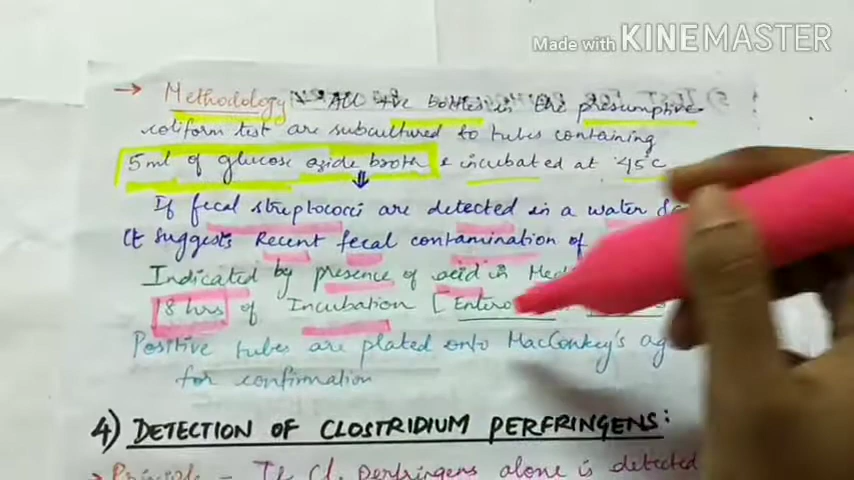 Made with KINEMASTER
→ Methodology → All +ve bottles in the presumptive
coliform test are subcultured to tubes containing
5ml of glucose azide broth & incubated at 45°C
If fecal streptococci are detected in a water
It suggests Recent fecal contamination of
Indicated by presence of acid in
18 hrs of Incubation [
Positive tubes are plated onto MacConkey's
for confirmation
4) DETECTION OF CLOSTRIDIUM PERFRINGENS:
→ Principle - If Cl. perfringens alone is detected